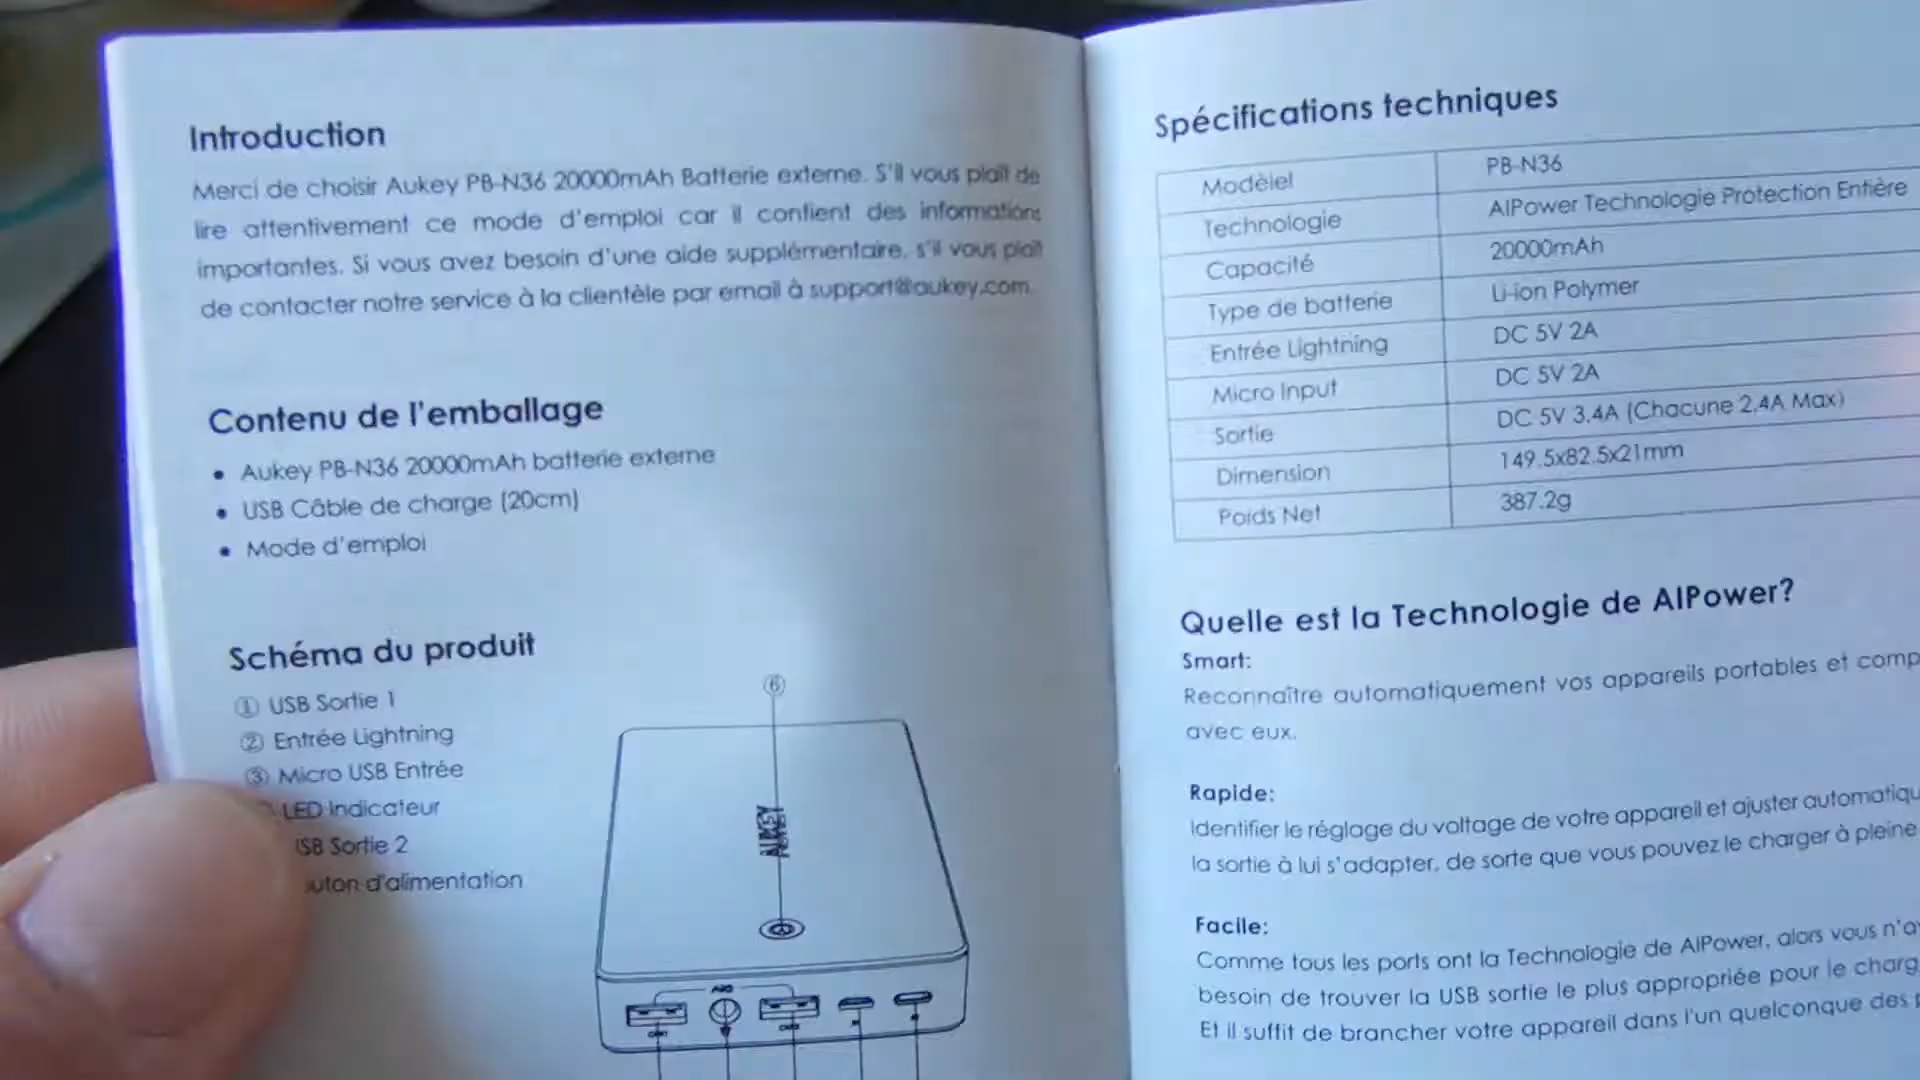 Introduction
Merci de choisir Aukey PB-N36 20000mAh Batterie externe. S'il vous plaît de
lire attentivement ce mode d'emploi car il contient des informations
importantes. Si vous avez besoin d'une aide supplémentaire, s'il vous plaît
de contacter notre service à la clientèle par email à support@aukey.com.
Contenu de l'emballage
• Aukey PB-N36 20000mAh batterie externe
• USB Câble de charge (20cm)
• Mode d'emploi
Schéma du produit
① USB Sortie 1
② Entrée Lightning
③ Micro USB Entrée
LED Indicateur
SB Sortie 2
uton d'alimentation
⑥
AUKEY
Spécifications techniques
Modèlel PB-N36
Technologie AIPower Technologie Protection Entière
Capacité 20000mAh
Type de batterie Li-ion Polymer
Entrée Lightning DC 5V 2A
Micro Input DC 5V 2A
Sortie DC 5V 3.4A (Chacune 2.4A Max)
Dimension 149.5x82.5x21mm
Poids Net 387.2g
Quelle est la Technologie de AIPower?
Smart:
Reconnaître automatiquement vos appareils portables et comp
avec eux.
Rapide:
Identifier le réglage du voltage de votre appareil et ajuster automatiqu
la sortie à lui s'adapter, de sorte que vous pouvez le charger à pleine
Facile:
Comme tous les ports ont la Technologie de AIPower, alors vous n'a
besoin de trouver la USB sortie le plus appropriée pour le charg
Et il suffit de brancher votre appareil dans l'un quelconque des p